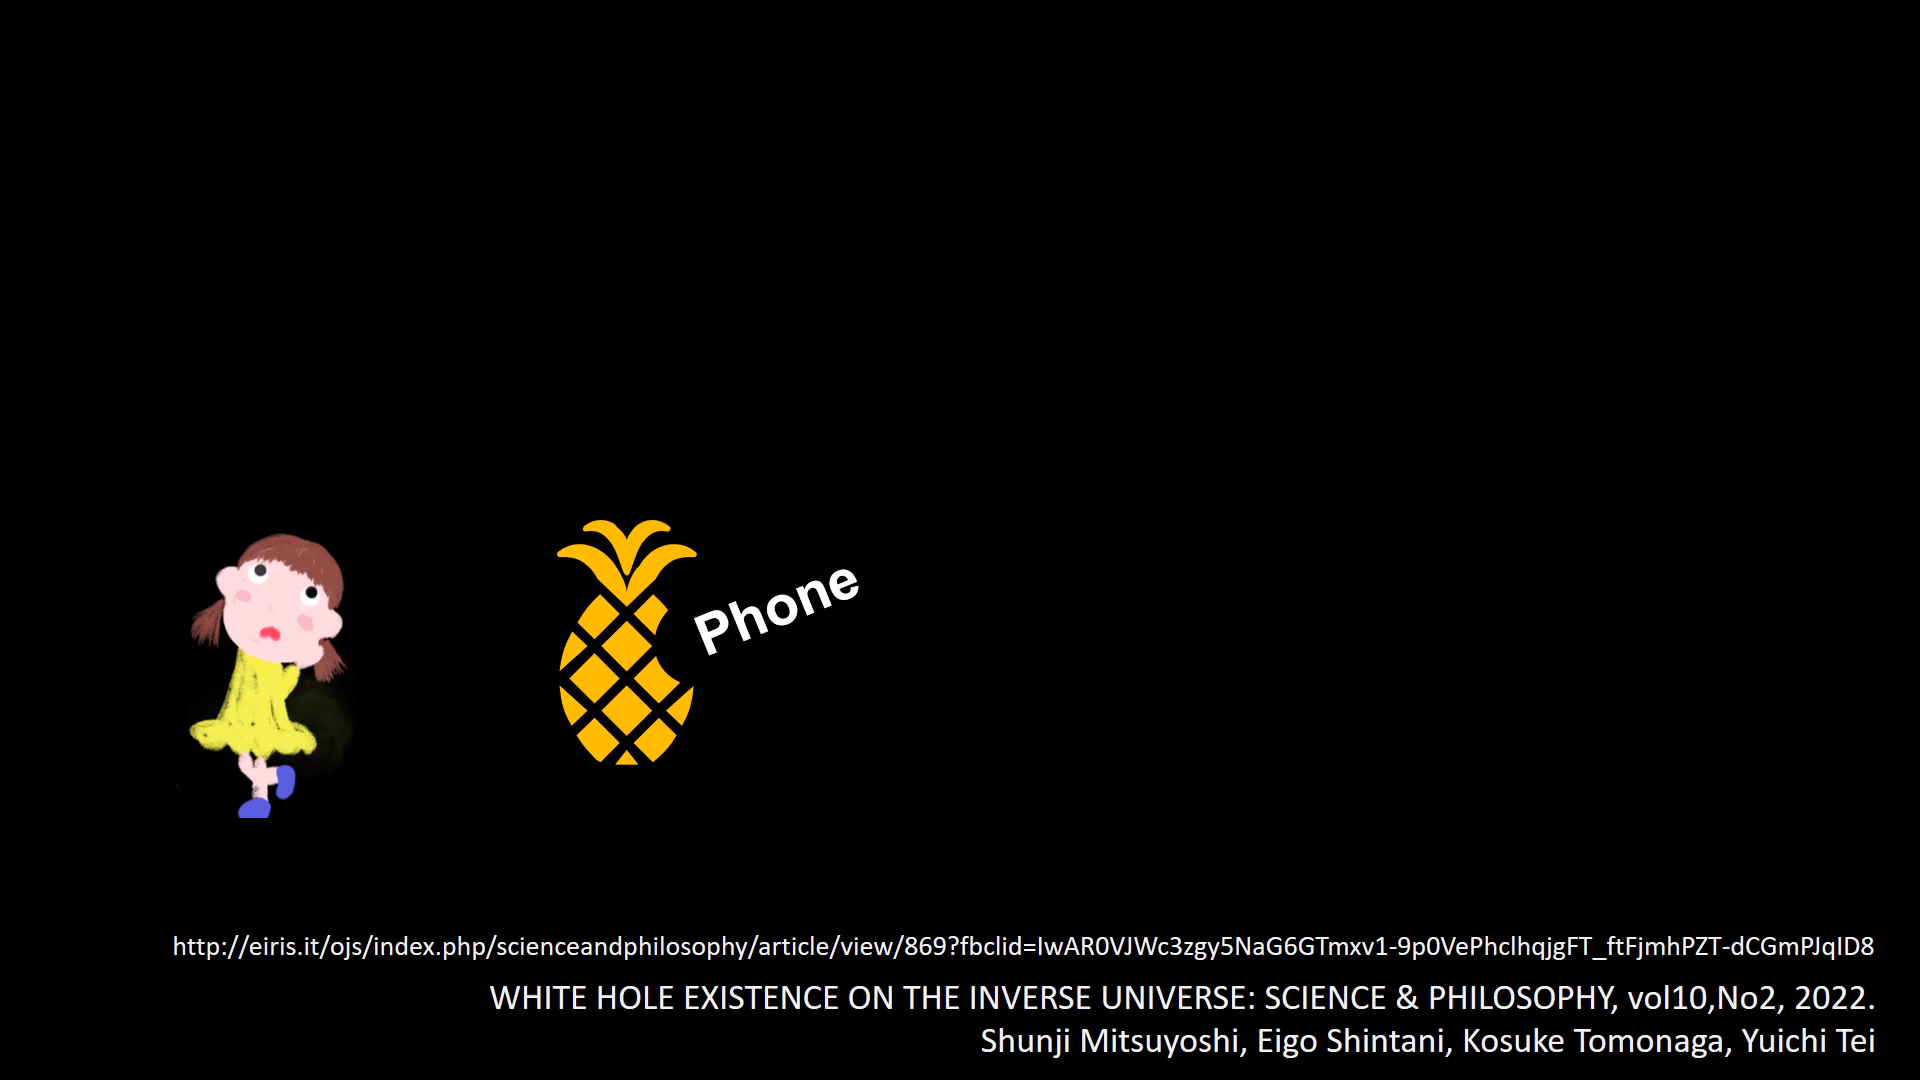 Phone
http://eiris.it/ojs/index.php/scienceandphilosophy/article/view/869?fbclid=IwAR0VJWc3zgy5NaG6GTmxv1-9p0VePhclhqjgFT_ftFjmhPZT-dCGmPJqID8
WHITE HOLE EXISTENCE ON THE INVERSE UNIVERSE: SCIENCE & PHILOSOPHY, vol10,No2, 2022.
Shunji Mitsuyoshi, Eigo Shintani, Kosuke Tomonaga, Yuichi Tei